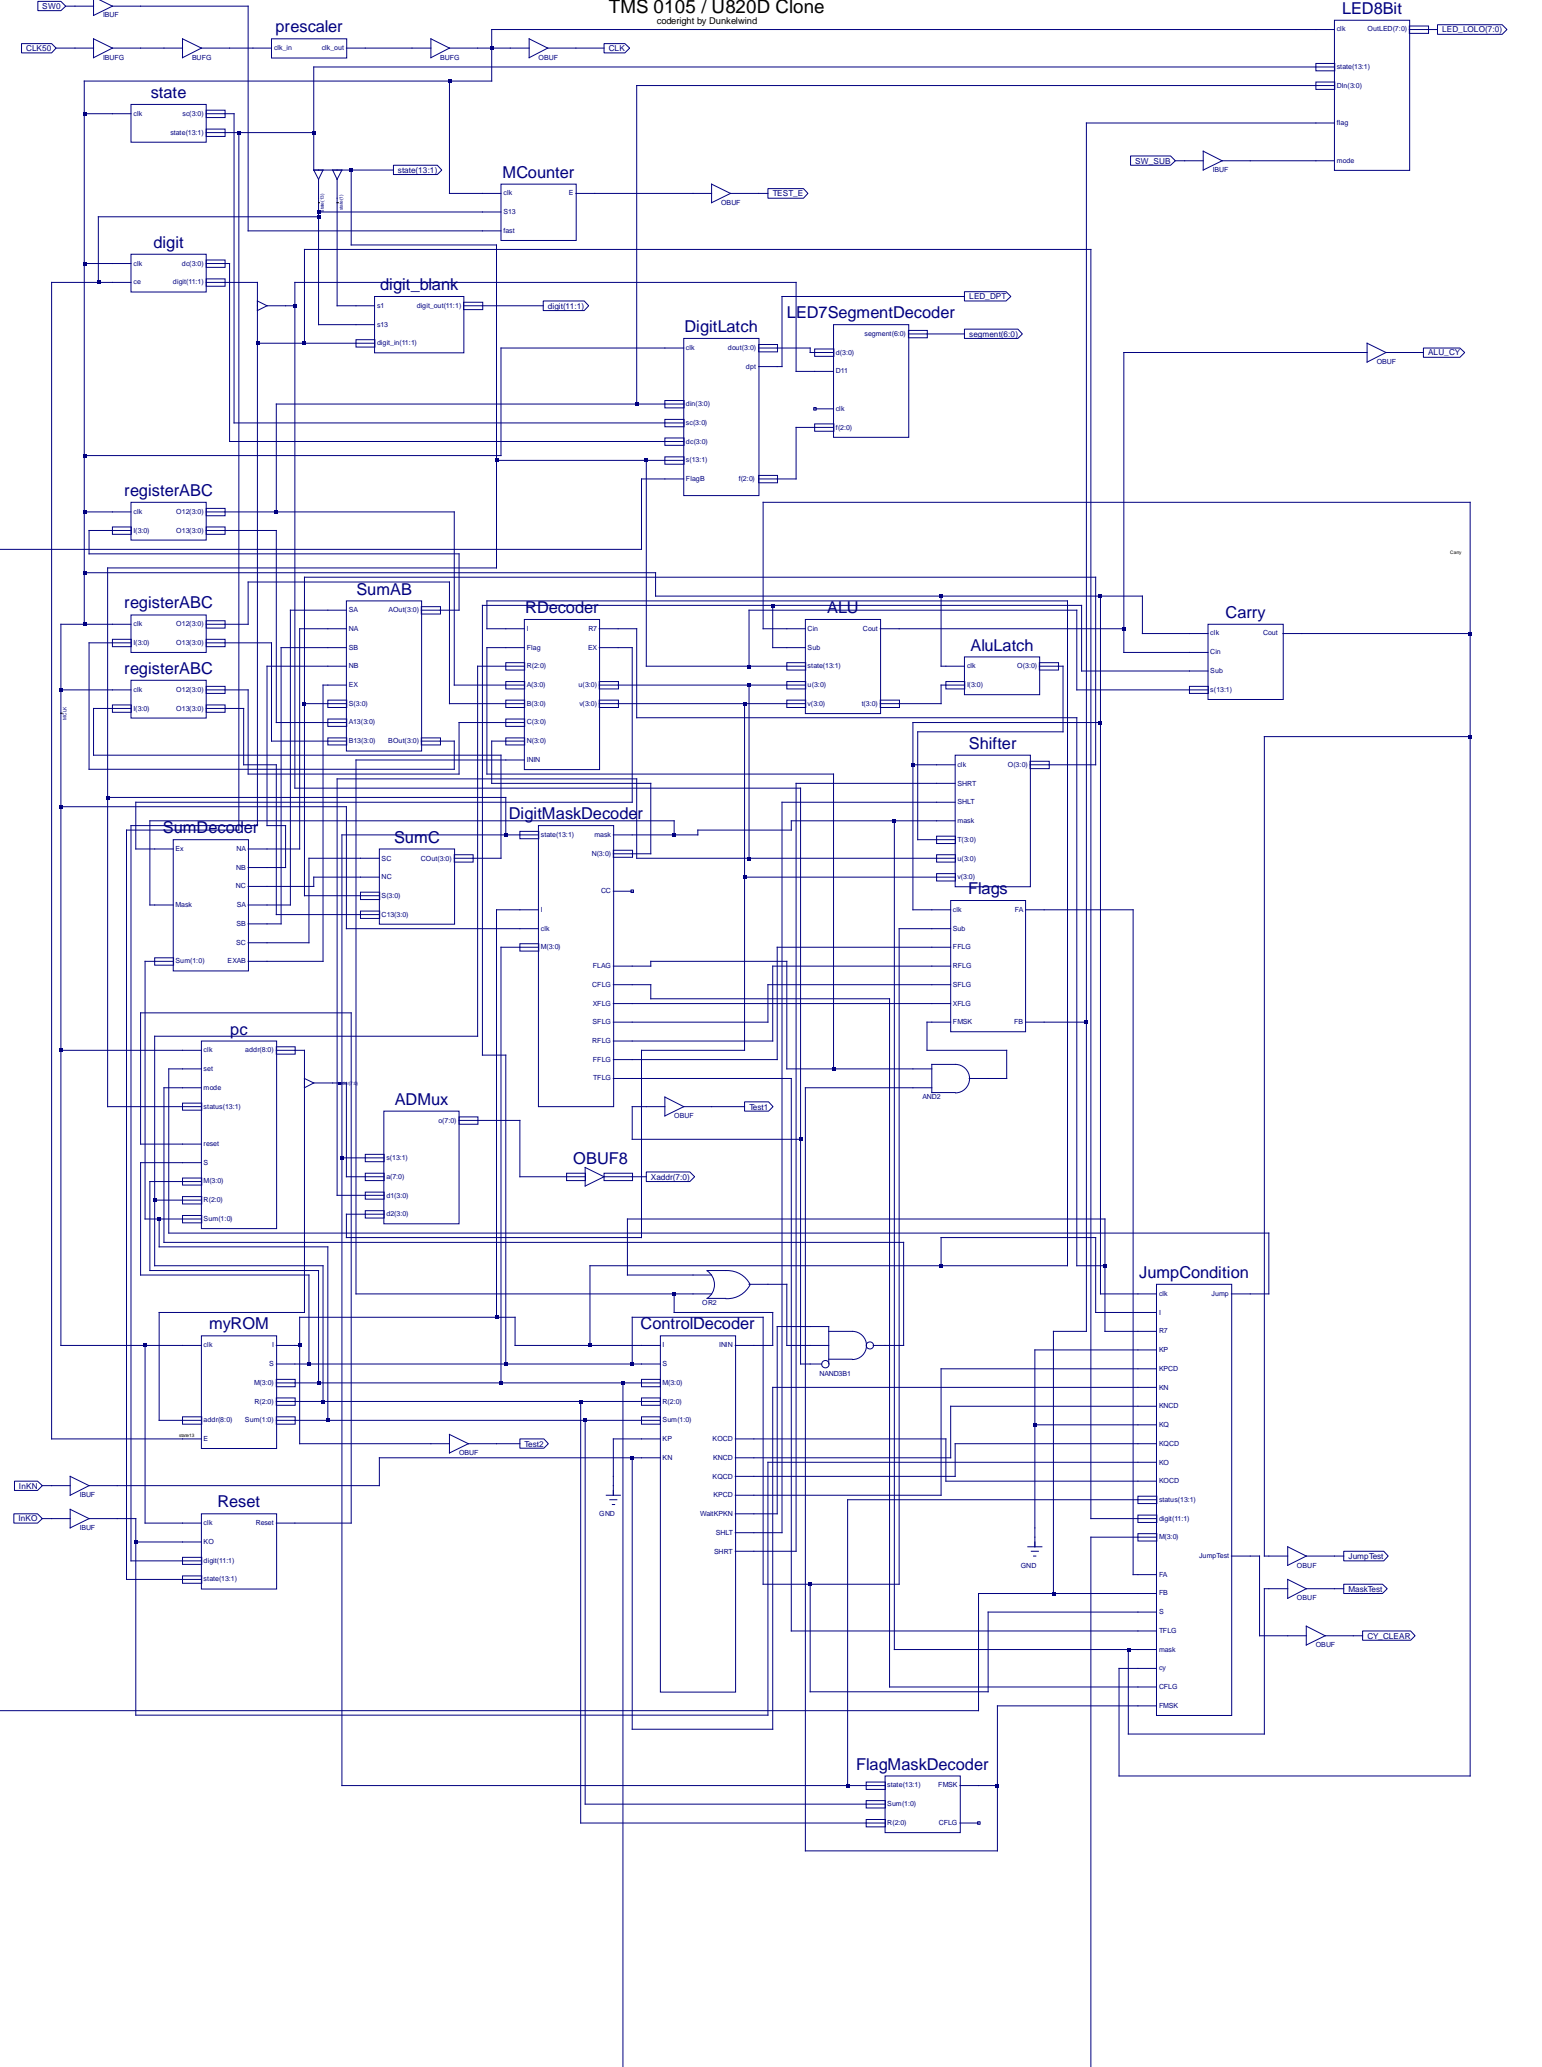 TMS 0105 / U820D Clone
coderight by Dunkelwind
SW0
IBUF
CLK50
IBUFG
BUFG
prescaler
clk_in
clk_out
BUFG
OBUF
CLK
LED8Bit
clk
OutLED(7:0)
state(13:1)
Din(3:0)
flag
mode
LED_LOLO(7:0)
SW_SUB
IBUF
state
clk
sc(3:0)
state(13:1)
state(13:1)
MCounter
clk
E
S13
fast
OBUF
TEST_E
digit
clk
dc(3:0)
ce
digit(11:1)
digit_blank
s1
digit_out(11:1)
s13
digit_in(11:1)
digit(11:1)
DigitLatch
clk
dout(3:0)
dpt
din(3:0)
sc(3:0)
dc(3:0)
s(13:1)
FlagB
f(2:0)
LED_DPT
LED7SegmentDecoder
segment(6:0)
d(3:0)
D11
clk
f(2:0)
segment(6:0)
OBUF
ALU_CY
registerABC
clk
O12(3:0)
I(3:0)
O13(3:0)
Carry
registerABC
clk
O12(3:0)
I(3:0)
O13(3:0)
registerABC
clk
O12(3:0)
I(3:0)
O13(3:0)
MCLK
SumAB
SA
AOut(3:0)
NA
SB
NB
EX
S(3:0)
A13(3:0)
B13(3:0)
BOut(3:0)
RDecoder
I
R7
Flag
EX
R(2:0)
A(3:0)
u(3:0)
B(3:0)
v(3:0)
C(3:0)
N(3:0)
ININ
ALU
Cin
Cout
Sub
state(13:1)
u(3:0)
v(3:0)
t(3:0)
AluLatch
clk
O(3:0)
I(3:0)
Carry
clk
Cout
Cin
Sub
s(13:1)
Shifter
clk
O(3:0)
SHRT
SHLT
mask
T(3:0)
u(3:0)
v(3:0)
SumDecoder
Ex
NA
NB
NC
Mask
SA
SB
SC
Sum(1:0)
EXAB
SumC
SC
COut(3:0)
NC
S(3:0)
C13(3:0)
DigitMaskDecoder
state(13:1)
mask
N(3:0)
CC
I
clk
M(3:0)
FLAG
CFLG
XFLG
SFLG
RFLG
FFLG
TFLG
Flags
clk
FA
Sub
FFLG
RFLG
SFLG
XFLG
FMSK
FB
AND2
pc
clk
addr(8:0)
set
mode
status(13:1)
reset
S
M(3:0)
R(2:0)
Sum(1:0)
ADMux
o(7:0)
s(13:1)
a(7:0)
d1(3:0)
d2(3:0)
OBUF
Test1
OBUF8
Xaddr(7:0)
OR2
NAND3B1
myROM
clk
I
S
M(3:0)
R(2:0)
addr(8:0)
Sum(1:0)
state13
E
OBUF
Test2
InKN
IBUF
InKO
IBUF
Reset
clk
Reset
KO
digit(11:1)
state(13:1)
GND
ControlDecoder
I
ININ
S
M(3:0)
R(2:0)
Sum(1:0)
KP
KOCD
KN
KNCD
KQCD
KPCD
WaitKPKN
SHLT
SHRT
GND
JumpCondition
clk
Jump
I
R7
KP
KPCD
KN
KNCD
KQ
KQCD
KO
KOCD
status(13:1)
digit(11:1)
M(3:0)
JumpTest
FA
FB
S
TFLG
mask
cy
CFLG
FMSK
OBUF
JumpTest
OBUF
MaskTest
OBUF
CY_CLEAR
FlagMaskDecoder
state(13:1)
FMSK
Sum(1:0)
R(2:0)
CFLG